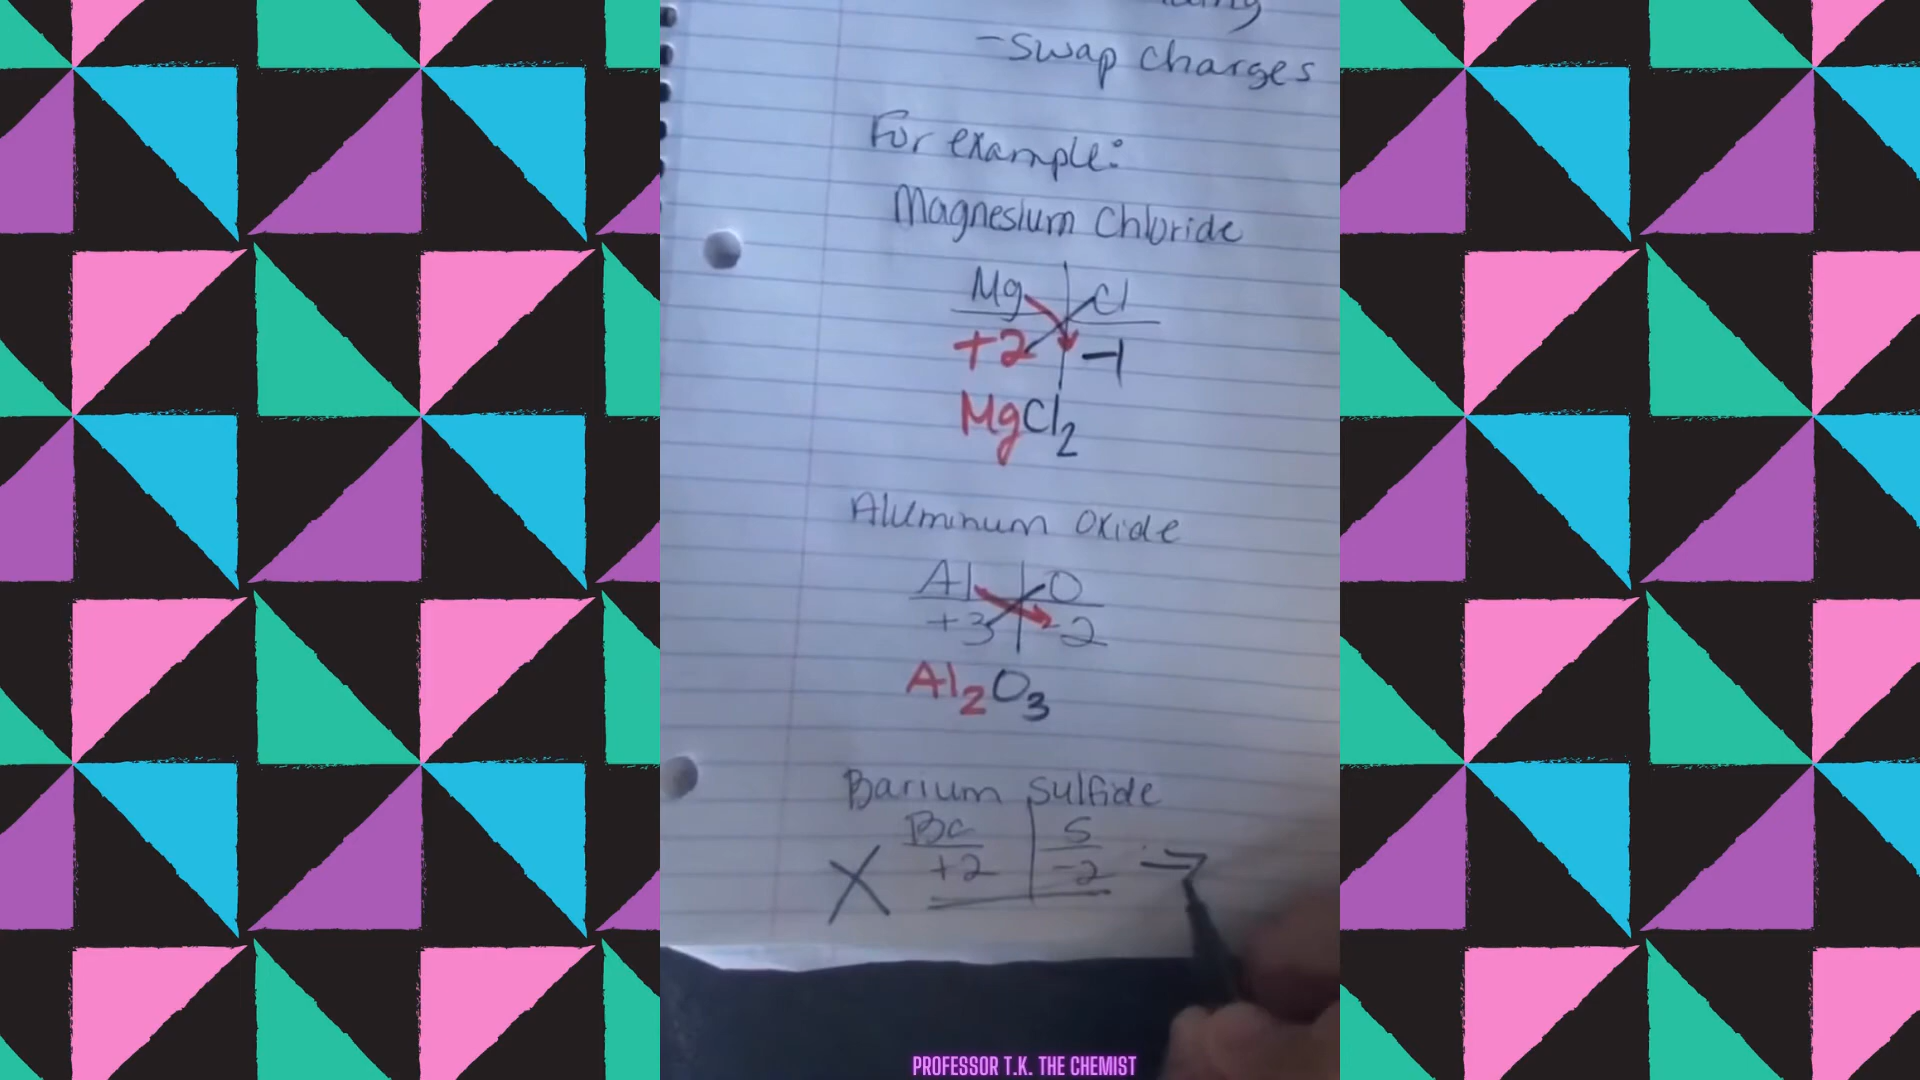 -Swap charges
For example:
Magnesium Chloride
Mg Cl
+2 -1
MgCl2
Aluminum Oxide
Al O
+3 -2
Al2O3
Barium Sulfide
Ba S
+2 -2
X →
PROFESSOR T.K. THE CHEMIST